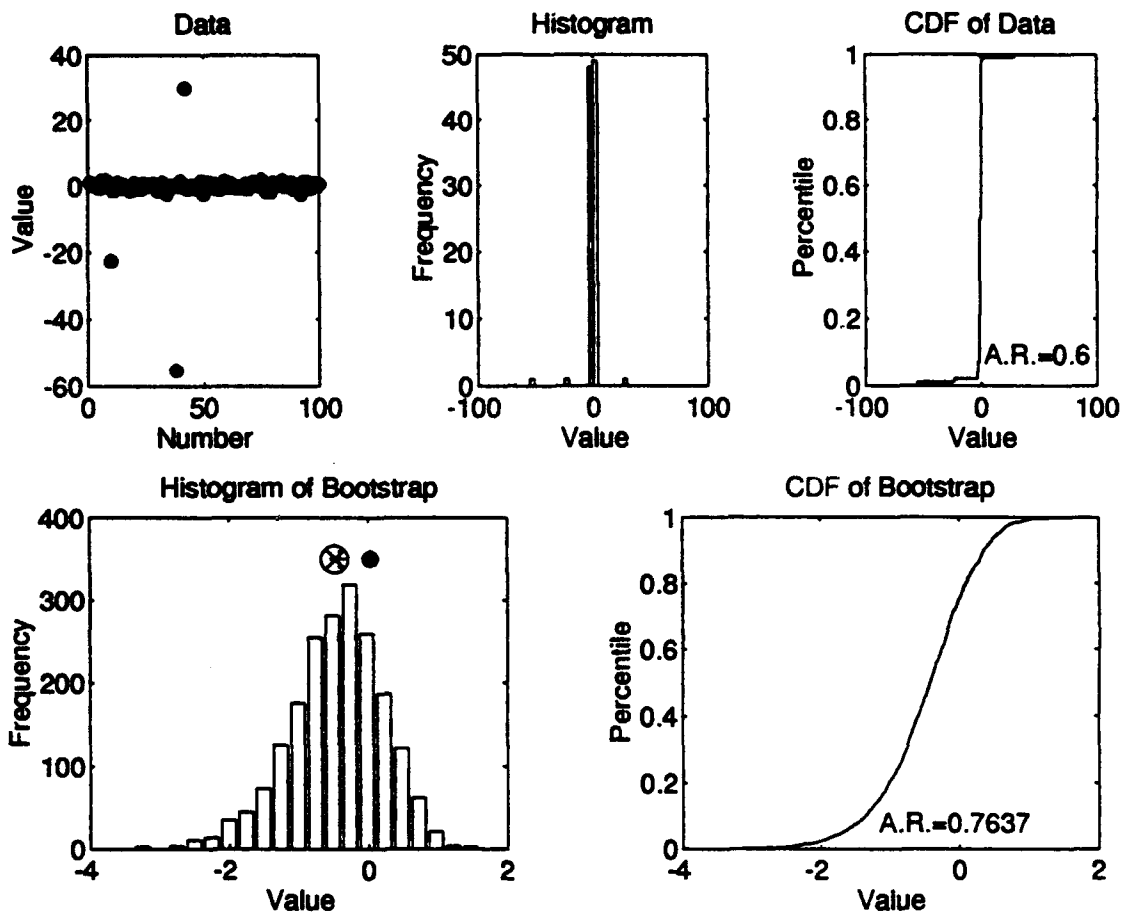 Data
40
20
0
-20
-40
-60
0 50 100
Value
Number
Histogram
50
40
30
20
10
0
-100 0 100
Frequency
Value
CDF of Data
1
0.8
0.6
0.4
0.2
0
-100 0 100
Percentile
Value
A.R.=0.6
Histogram of Bootstrap
400
300
200
100
0
-4 -2 0 2
Frequency
Value
CDF of Bootstrap
1
0.8
0.6
0.4
0.2
0
-4 -2 0 2
Percentile
Value
A.R.=0.7637